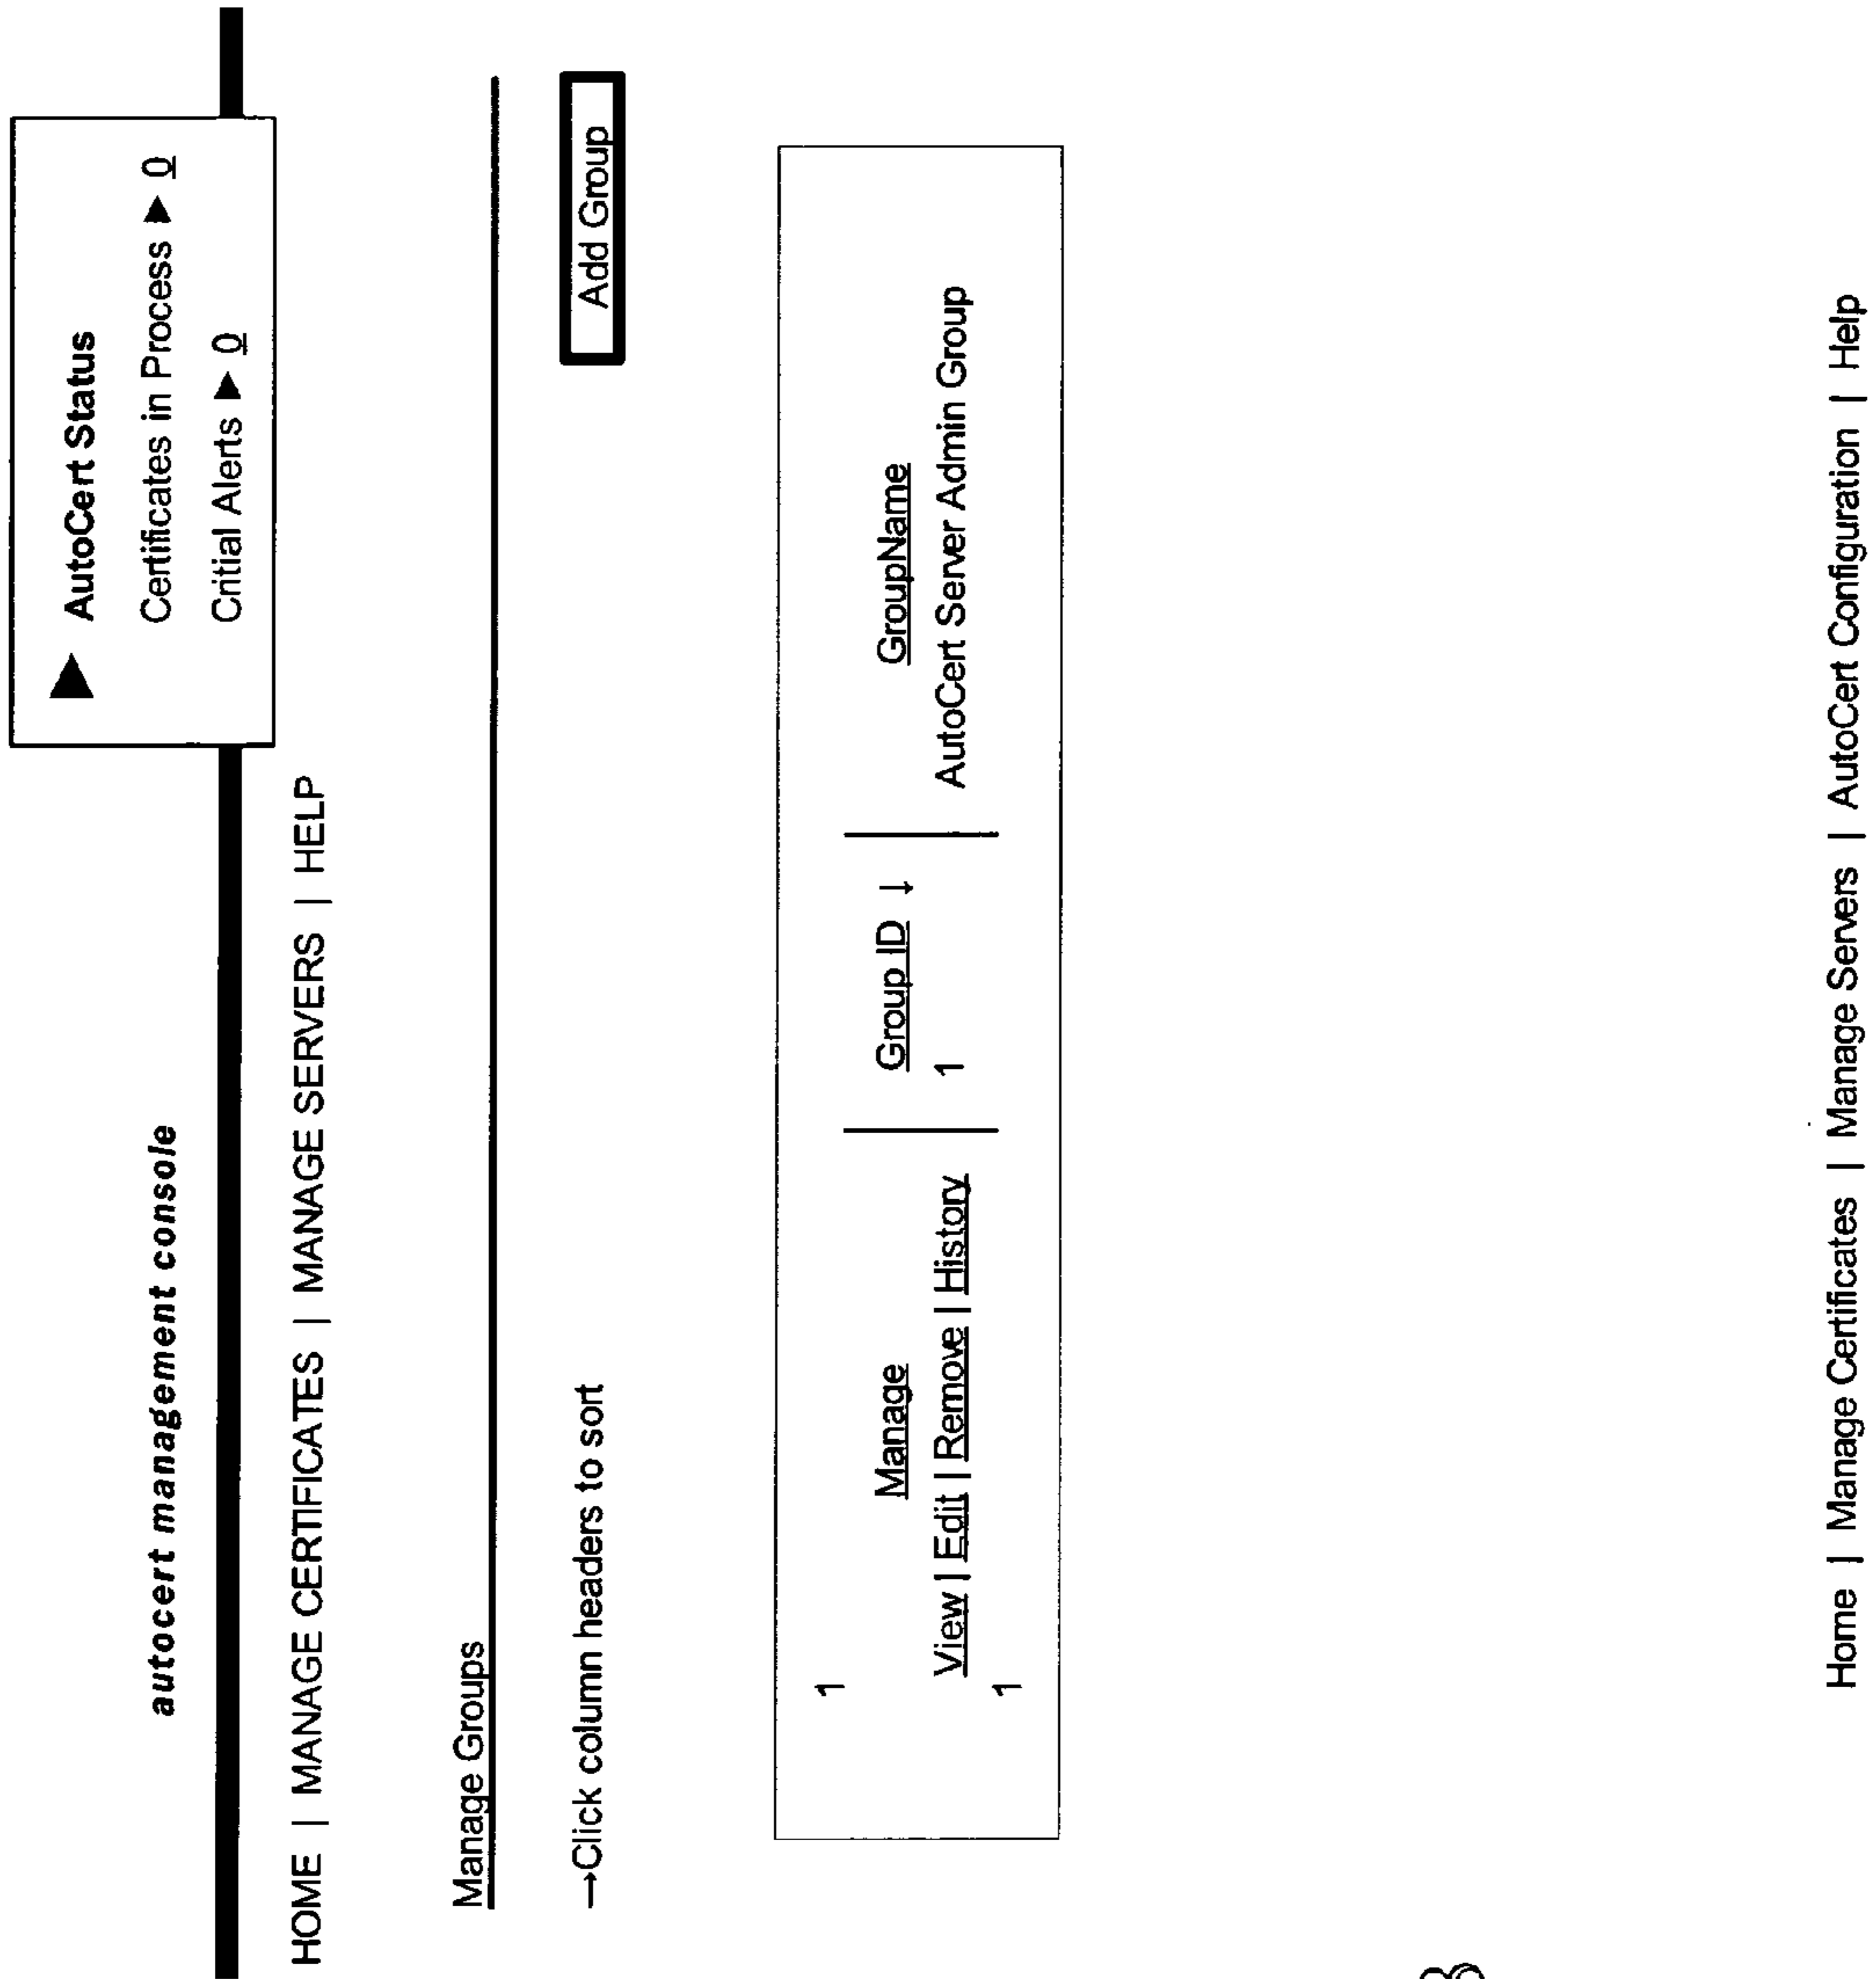 autocert management console
▶ AutoCert Status
Certificates in Process ▶ 0
Critial Alerts ▶ 0
HOME | MANAGE CERTIFICATES | MANAGE SERVERS | HELP
Manage Groups
→Click column headers to sort
Add Group
1
Manage | Group ID ↓ | GroupName
View | Edit | Remove | History | 1 | AutoCert Server Admin Group
1
Home | Manage Certificates | Manage Servers | AutoCert Configuration | Help